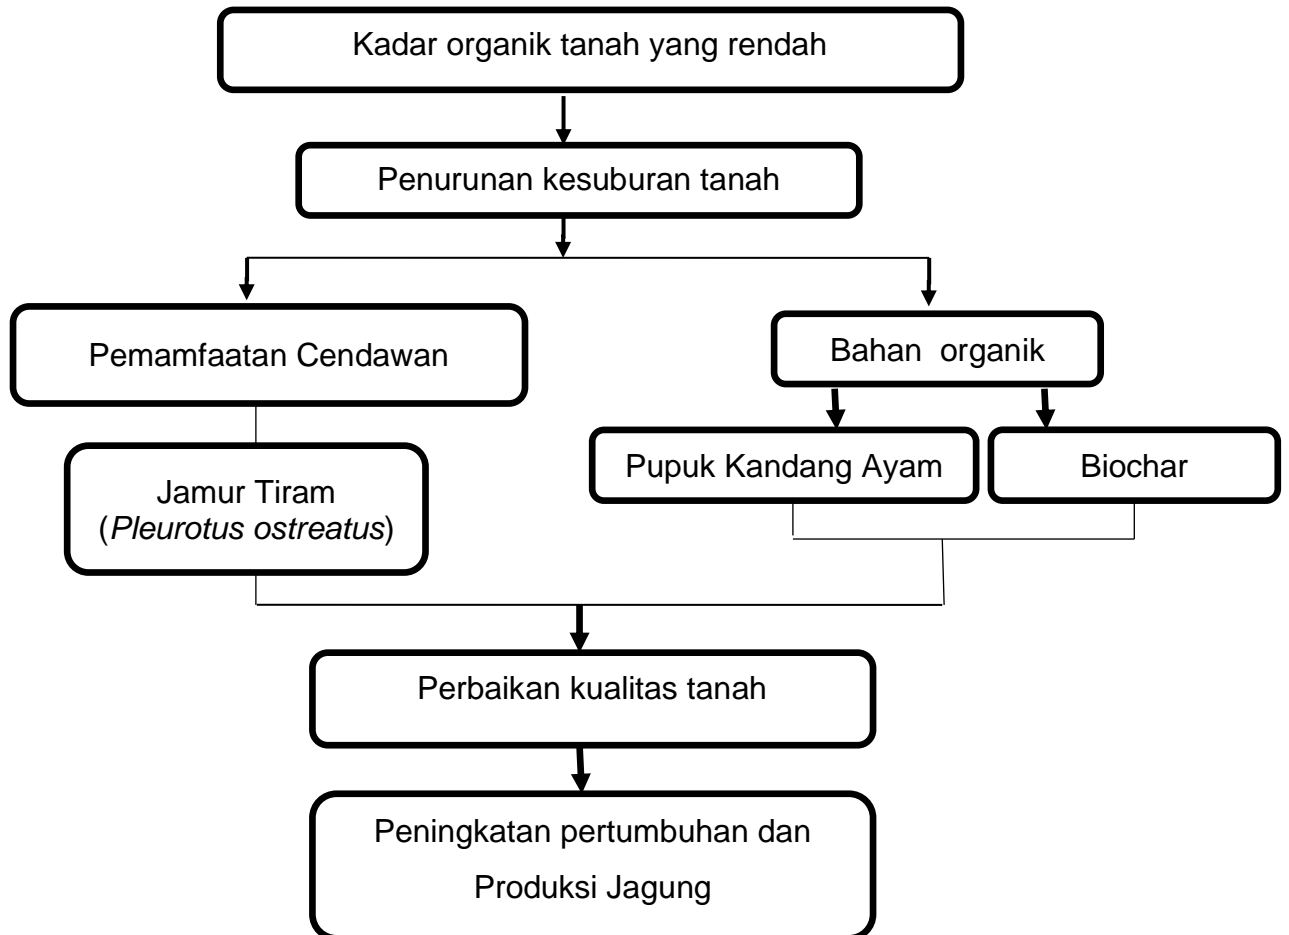 Kadar organik tanah yang rendah
Penurunan kesuburan tanah
Pemamfaatan Cendawan
Bahan organik
Pupuk Kandang Ayam
Biochar
Jamur Tiram
(Pleurotus ostreatus)
Perbaikan kualitas tanah
Peningkatan pertumbuhan dan
Produksi Jagung